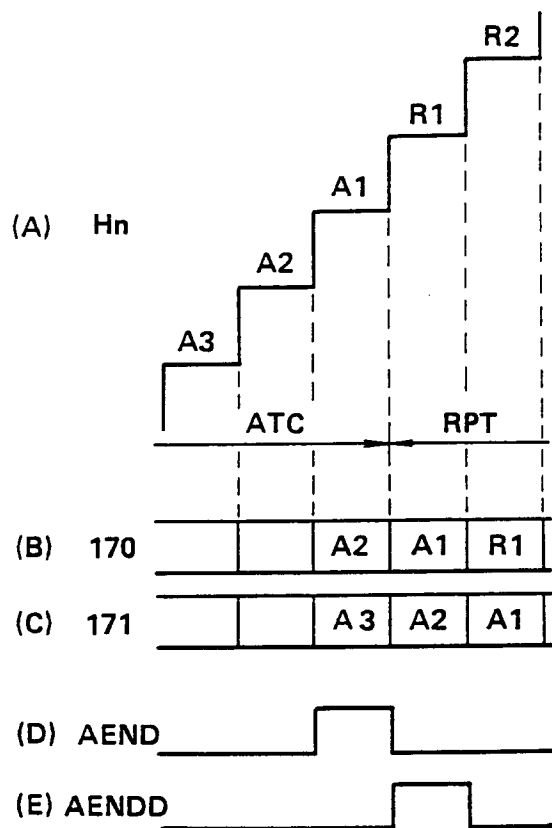 R2
R1
A1
(A) Hn
A2
A3
ATC RPT
(B) 170 A2 A1 R1
(C) 171 A3 A2 A1
(D) AEND
(E) AENDD